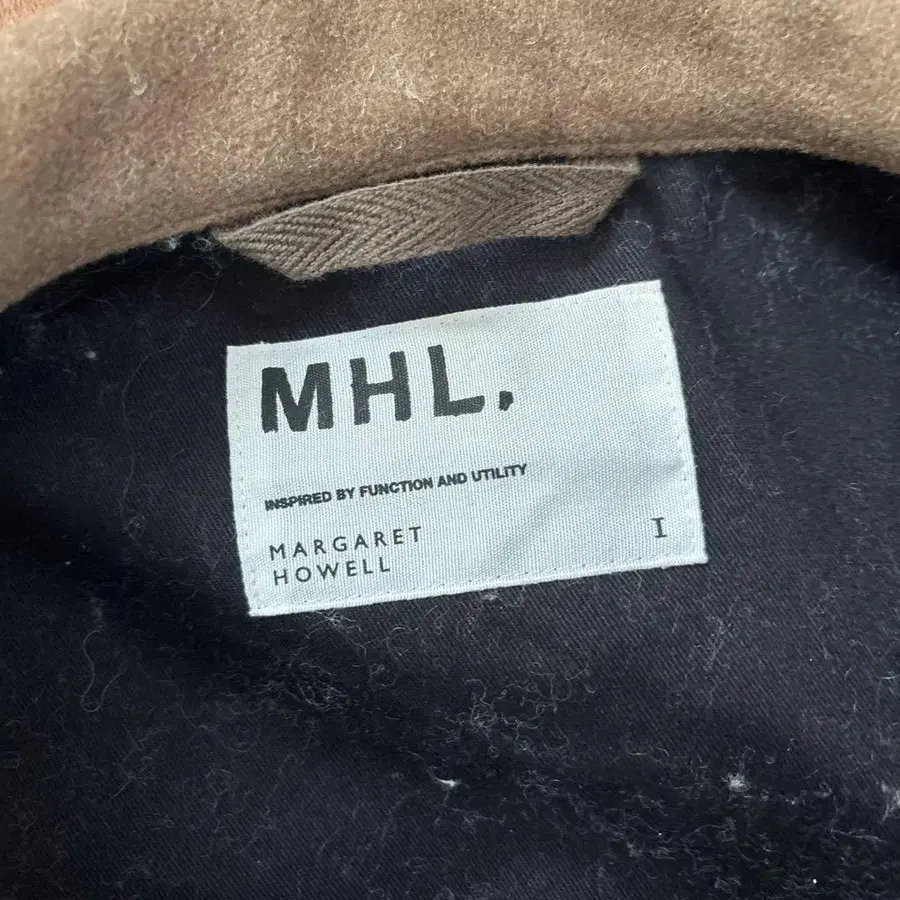 MHL.
INSPIRED BY FUNCTION AND UTILITY
MARGARET
HOWELL
I